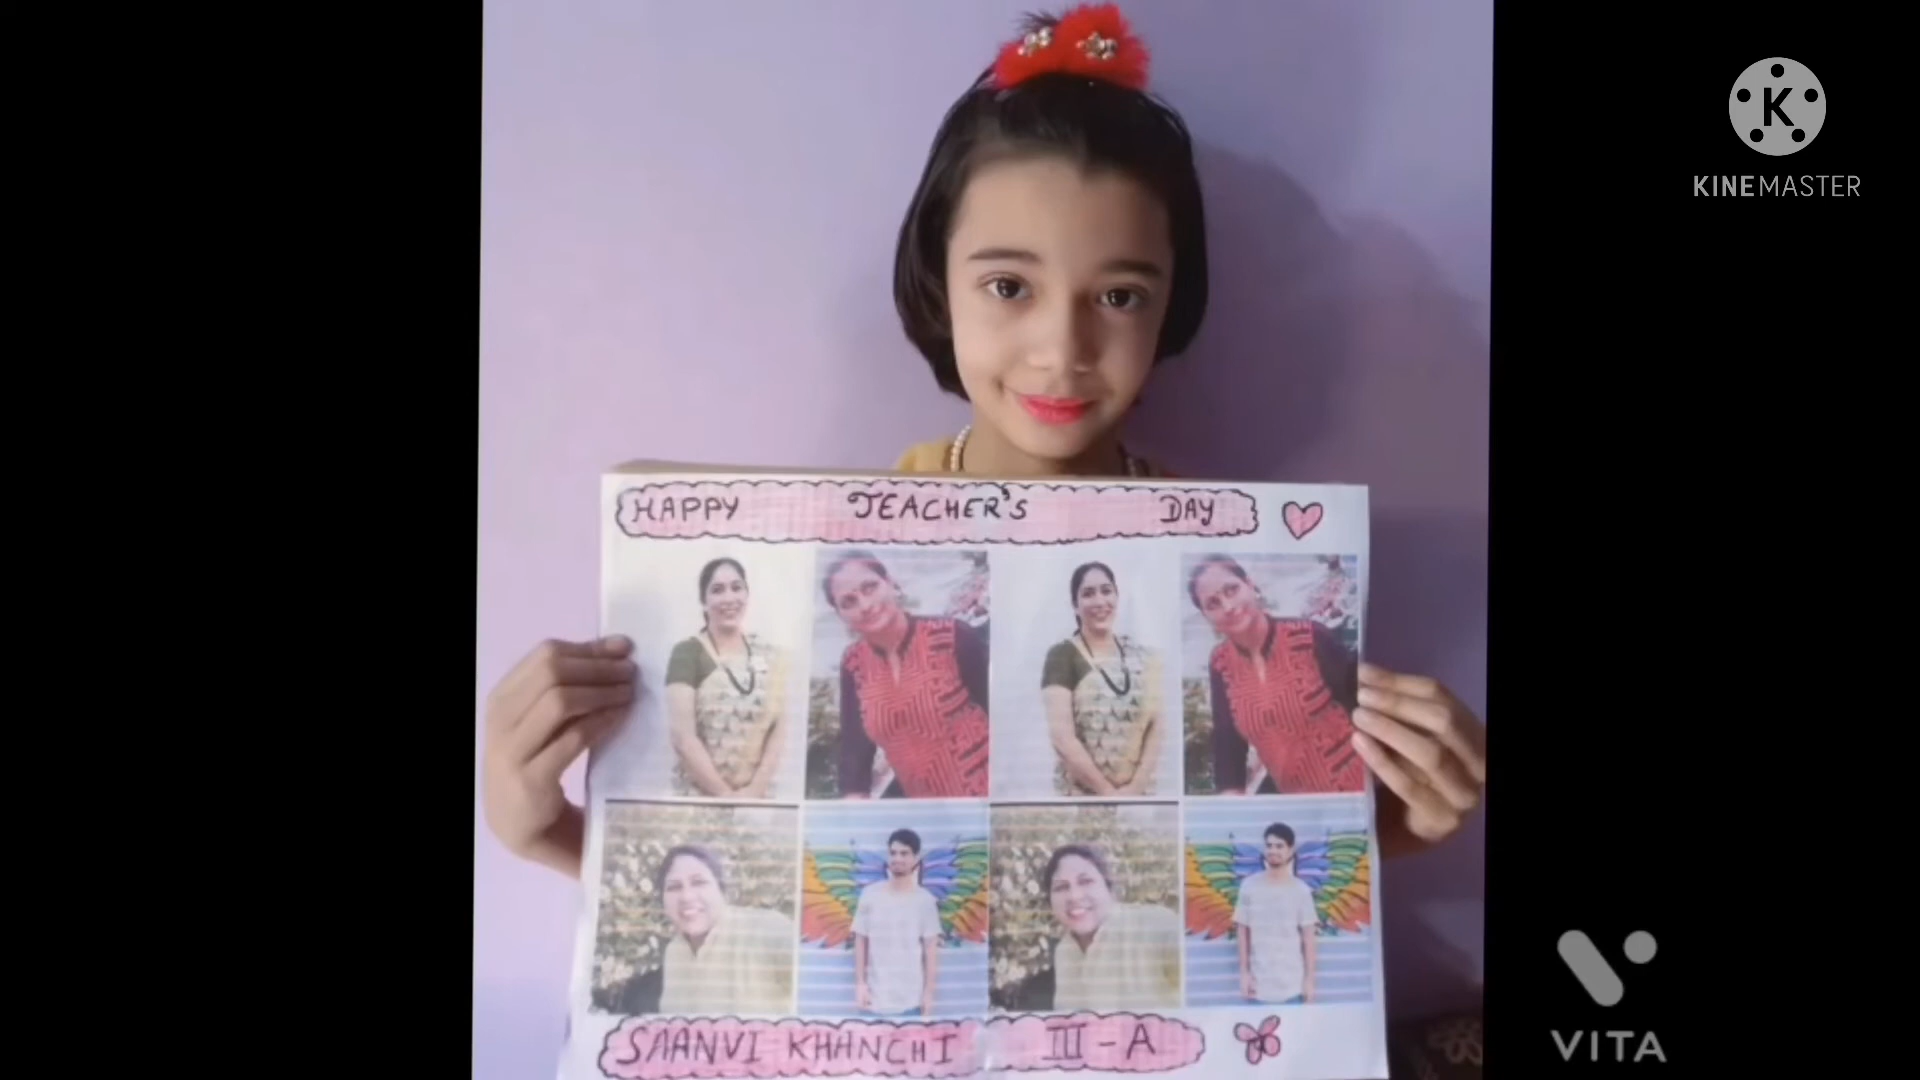 HAPPY TEACHER'S DAY
SAANVI KHANCHI III-A
K
KINEMASTER
VITA